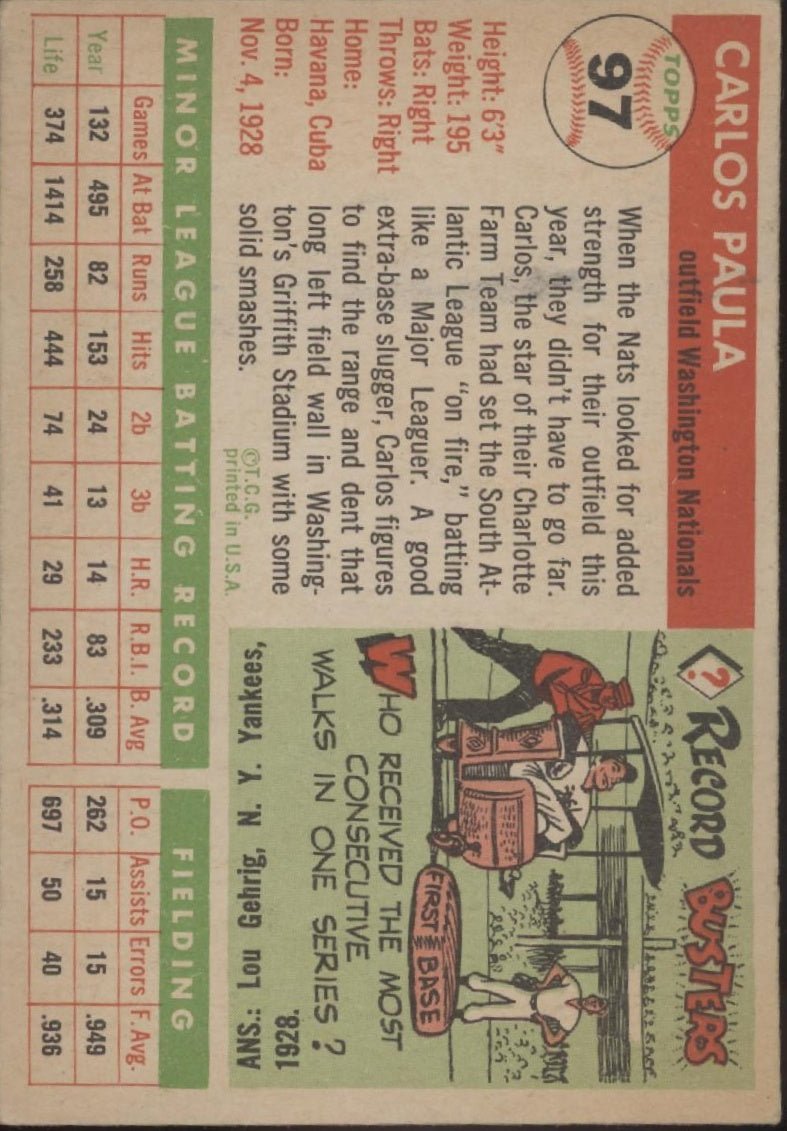 TOPPS
97
CARLOS PAULA
outfield Washington Nationals
Height: 6'3"
Weight: 195
Bats: Right
Throws: Right
Home:
Havana, Cuba
Born:
Nov. 4, 1928
When the Nats looked for added
strength for their outfield this
year, they didn't have to go far.
Carlos, the star of their Charlotte
Farm Team had set the South At-
lantic League "on fire," batting
like a Major Leaguer. A good
extra-base slugger, Carlos figures
to find the range and dent that
long left field wall in Washing-
ton's Griffith Stadium with some
solid smashes.
©T.C.G.
printed in U.S.A.
? RECORD BUSTERS
FIRST BASE
WHO RECEIVED THE MOST
CONSECUTIVE
WALKS IN ONE SERIES?
ANS.: Lou Gehrig, N. Y. Yankees,
1928.
MINOR LEAGUE BATTING RECORD FIELDING
Games At Bat Runs Hits 2b 3b H.R. R.B.I. B. Avg P.O. Assists Errors F. Avg.
Year 132 495 82 153 24 13 14 83 .309 262 15 15 .949
Life 374 1414 258 444 74 41 29 233 .314 697 50 40 .936